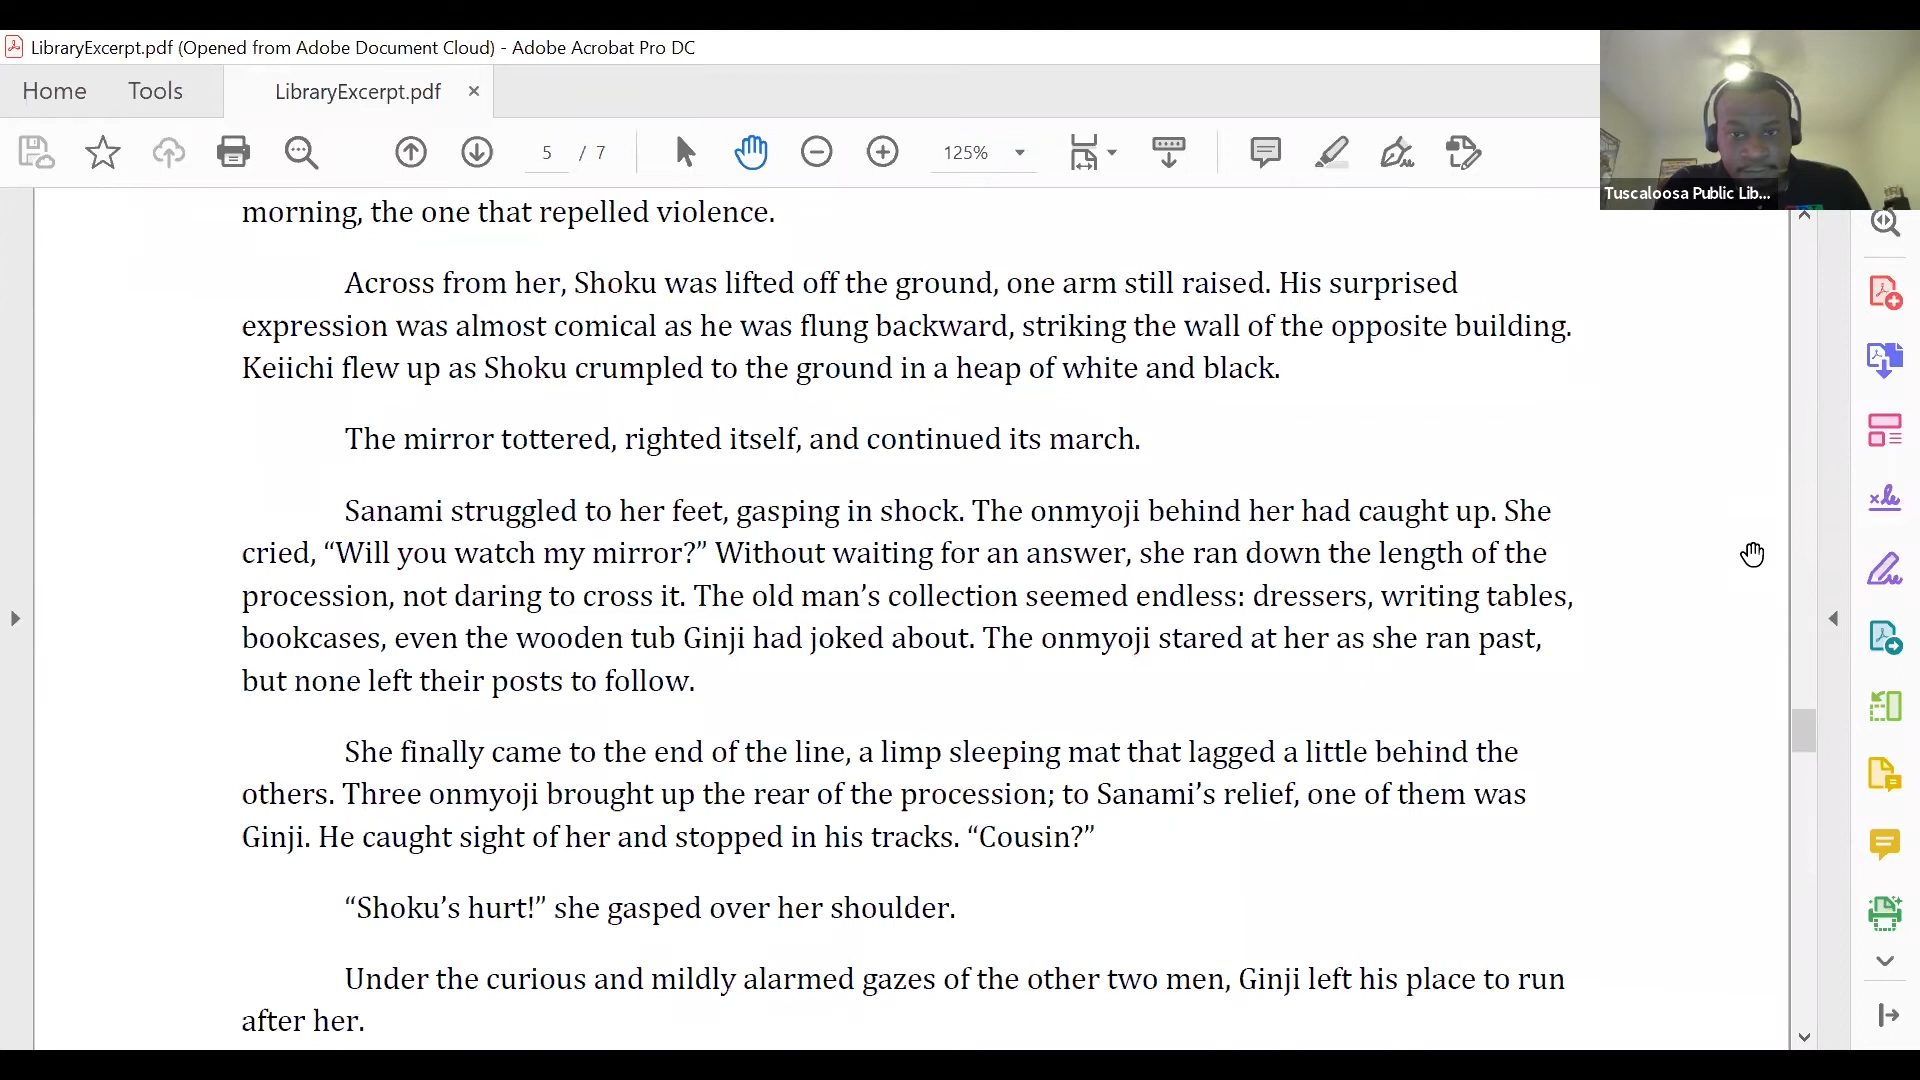 LibraryExcerpt.pdf (Opened from Adobe Document Cloud) - Adobe Acrobat Pro DC
Home Tools LibraryExcerpt.pdf ×
5 / 7 125%
Tuscaloosa Public Lib...
morning, the one that repelled violence.
Across from her, Shoku was lifted off the ground, one arm still raised. His surprised
expression was almost comical as he was flung backward, striking the wall of the opposite building.
Keiichi flew up as Shoku crumpled to the ground in a heap of white and black.
The mirror tottered, righted itself, and continued its march.
Sanami struggled to her feet, gasping in shock. The onmyoji behind her had caught up. She
cried, “Will you watch my mirror?” Without waiting for an answer, she ran down the length of the
procession, not daring to cross it. The old man’s collection seemed endless: dressers, writing tables,
bookcases, even the wooden tub Ginji had joked about. The onmyoji stared at her as she ran past,
but none left their posts to follow.
She finally came to the end of the line, a limp sleeping mat that lagged a little behind the
others. Three onmyoji brought up the rear of the procession; to Sanami’s relief, one of them was
Ginji. He caught sight of her and stopped in his tracks. “Cousin?”
“Shoku’s hurt!” she gasped over her shoulder.
Under the curious and mildly alarmed gazes of the other two men, Ginji left his place to run
after her.